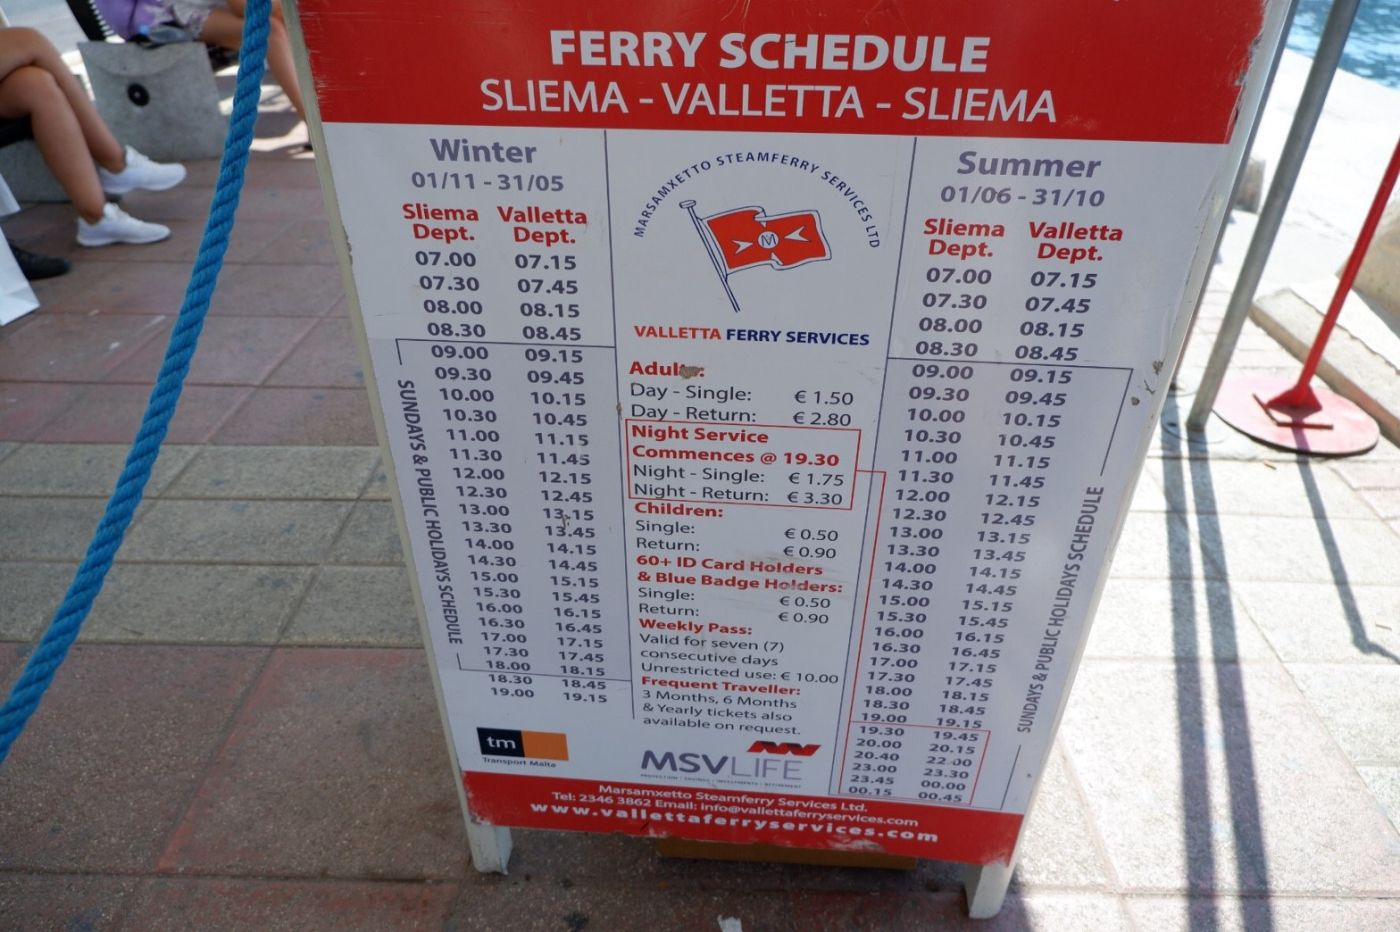 FERRY SCHEDULE
SLIEMA - VALLETTA - SLIEMA
Winter
01/11 - 31/05
Sliema Dept. Valletta Dept.
07.00 07.15
07.30 07.45
08.00 08.15
08.30 08.45
09.00 09.15
09.30 09.45
10.00 10.15
10.30 10.45
11.00 11.15
11.30 11.45
12.00 12.15
12.30 12.45
13.00 13.15
13.30 13.45
14.00 14.15
14.30 14.45
15.00 15.15
15.30 15.45
16.00 16.15
16.30 16.45
17.00 17.15
17.30 17.45
18.00 18.15
18.30 18.45
19.00 19.15
SUNDAYS & PUBLIC HOLIDAYS SCHEDULE
tm
Transport Malta
MARSAMXETTO STEAMFERRY SERVICES LTD
M
VALLETTA FERRY SERVICES
Adults:
Day - Single: € 1.50
Day - Return: € 2.80
Night Service
Commences @ 19.30
Night - Single: € 1.75
Night - Return: € 3.30
Children:
Single: € 0.50
Return: € 0.90
60+ ID Card Holders
& Blue Badge Holders:
Single: € 0.50
Return: € 0.90
Weekly Pass:
Valid for seven (7)
consecutive days
Unrestricted use: € 10.00
Frequent Traveller:
3 Months, 6 Months
& Yearly tickets also
available on request.
MSVLIFE
PROTECTION | SAVINGS | INVESTMENTS | RETIREMENT
Summer
01/06 - 31/10
Sliema Dept. Valletta Dept.
07.00 07.15
07.30 07.45
08.00 08.15
08.30 08.45
09.00 09.15
09.30 09.45
10.00 10.15
10.30 10.45
11.00 11.15
11.30 11.45
12.00 12.15
12.30 12.45
13.00 13.15
13.30 13.45
14.00 14.15
14.30 14.45
15.00 15.15
15.30 15.45
16.00 16.15
16.30 16.45
17.00 17.15
17.30 17.45
18.00 18.15
18.30 18.45
19.00 19.15
19.30 19.45
20.00 20.15
20.40 22.00
23.00 23.30
23.45 00.00
00.15 00.45
SUNDAYS & PUBLIC HOLIDAYS SCHEDULE
Marsamxetto Steamferry Services Ltd.
Tel: 2346 3862 Email: info@vallettaferryservices.com
www.vallettaferryservices.com